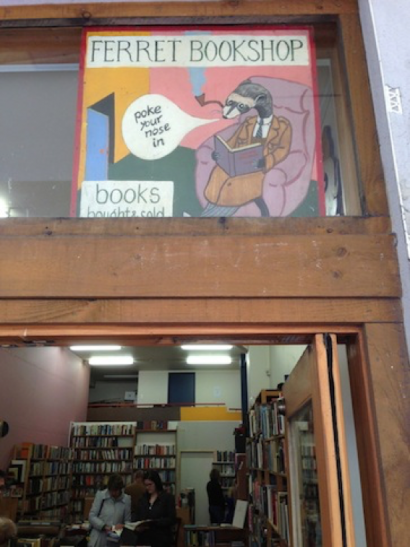 FERRET BOOKSHOP
poke
your
nose
in
books
bought & sold